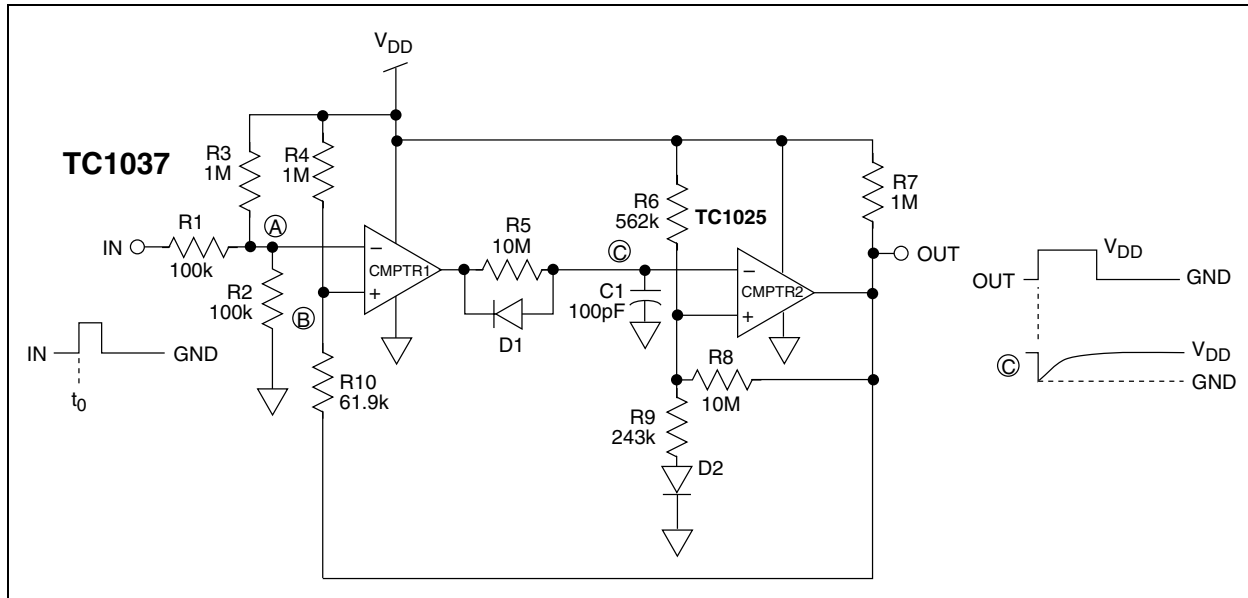 VDD
TC1037
R3
1M
R4
1M
R6
562k
TC1025
R7
1M
IN
R1
100k
A
R2
100k
B
CMPTR1
−
+
R5
10M
D1
C
C1
100pF
CMPTR2
−
+
OUT
R8
10M
R9
243k
D2
R10
61.9k
IN
GND
t0
OUT
VDD
GND
C
VDD
GND